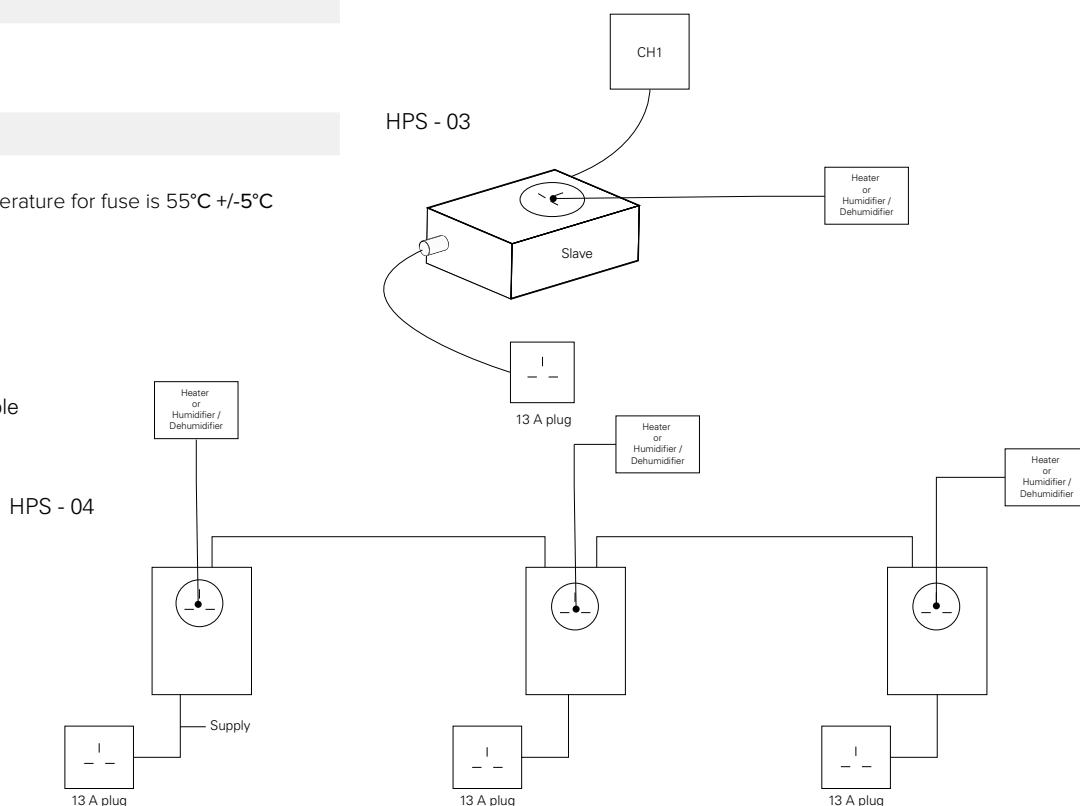 CH1
HPS - 03
Heater
or
Humidifier /
Dehumidifier
erature for fuse is 55°C +/-5°C
Slave
13 A plug
Heater
or
Humidifier /
Dehumidifier
Heater
or
Humidifier /
Dehumidifier
Heater
or
Humidifier /
Dehumidifier
HPS - 04
Supply
13 A plug
13 A plug
13 A plug